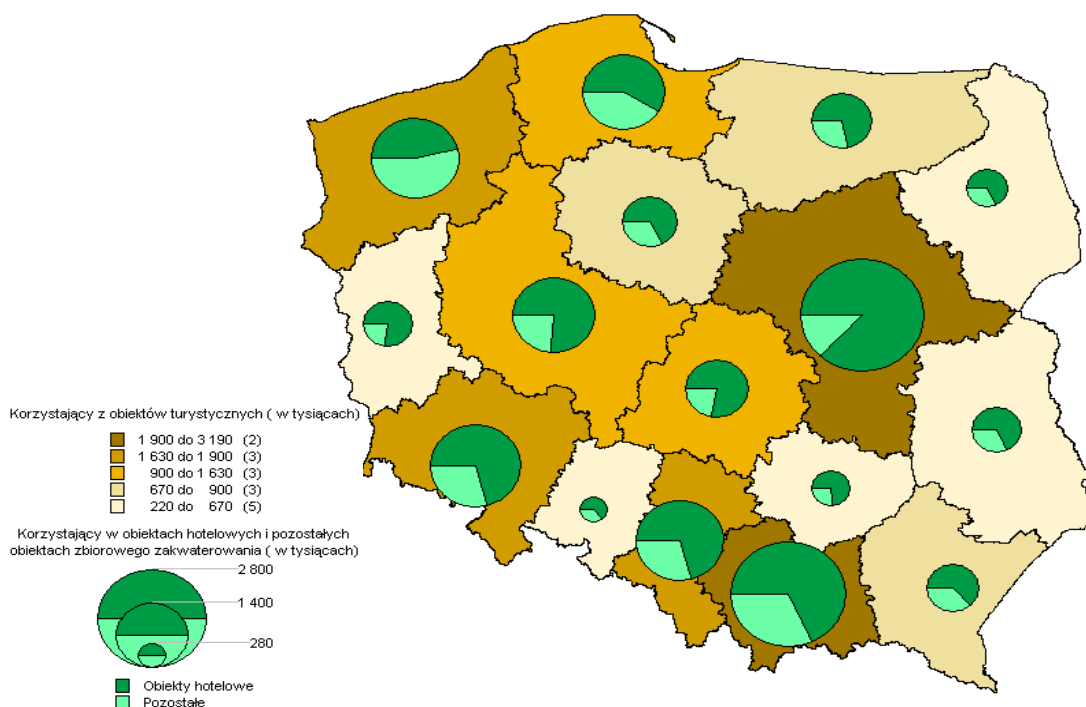 Korzystający z obiektów turystycznych ( w tysiącach)
1 900 do 3 190 (2)
1 630 do 1 900 (3)
900 do 1 630 (3)
670 do 900 (3)
220 do 670 (5)
Korzystający w obiektach hotelowych i pozostałych
obiektach zbiorowego zakwaterowania ( w tysiącach)
2 800
1 400
280
Obiekty hotelowe
Pozostałe